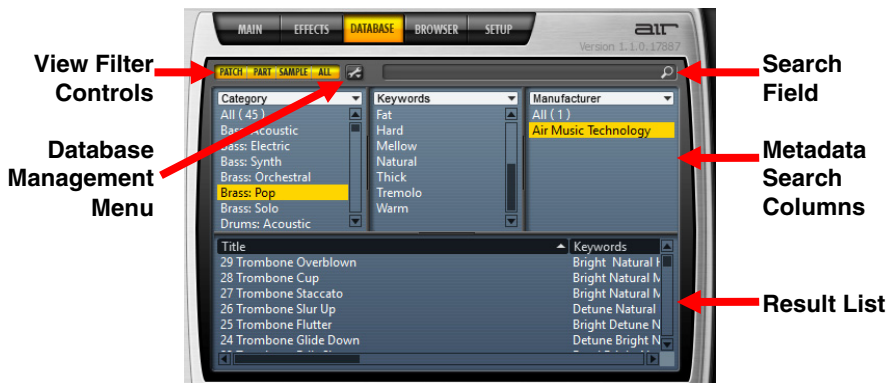 MAIN EFFECTS DATABASE BROWSER SETUP
air
Version 1.1.0.17887
View Filter
Controls
PATCH PART SAMPLE ALL
Search
Field
Category
All ( 45 )
Bass: Acoustic
Bass: Electric
Bass: Synth
Brass: Orchestral
Brass: Pop
Brass: Solo
Drums: Acoustic
Keywords
Fat
Hard
Mellow
Natural
Thick
Tremolo
Warm
Manufacturer
All ( 1 )
Air Music Technology
Database
Management
Menu
Metadada
Search
Columns
Title Keywords
29 Trombone Overblown Bright Natural
28 Trombone Cup Bright Natural
27 Trombone Staccato Bright Natural
26 Trombone Slur Up Detune Natural
25 Trombone Flutter Bright Detune N
24 Trombone Glide Down Detune Bright N
Result List